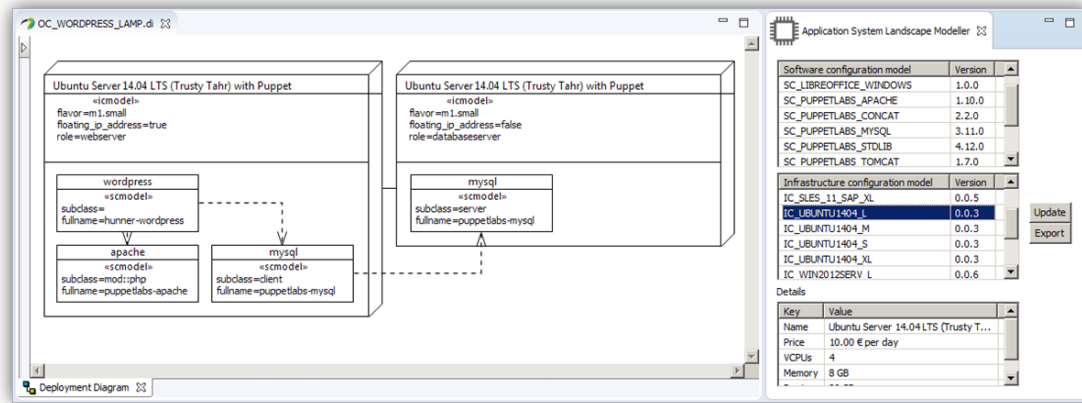 OC_WORDPRESS_LAMP.di
Ubuntu Server 14.04 LTS (Trusty Tahr) with Puppet
«icmodel»
flavor=m1.small
floating_ip_address=true
role=webserver
wordpress
«scmodel»
subclass=
fullname=hunner-wordpress
apache
«scmodel»
subclass=mod::php
fullname=puppetlabs-apache
mysql
«scmodel»
subclass=client
fullname=puppetlabs-mysql
Ubuntu Server 14.04 LTS (Trusty Tahr) with Puppet
«icmodel»
flavor=m1.small
floating_ip_address=false
role=databaseserver
mysql
«scmodel»
subclass=server
fullname=puppetlabs-mysql
Deployment Diagram
Application System Landscape Modeller
Software configuration model Version
SC_LIBREOFFICE_WINDOWS 1.0.0
SC_PUPPETLABS_APACHE 1.10.0
SC_PUPPETLABS_CONCAT 2.2.0
SC_PUPPETLABS_MYSQL 3.11.0
SC_PUPPETLABS_STDLIB 4.12.0
SC_PUPPETLABS_TOMCAT 1.7.0
Infrastructure configuration model Version
IC_SLES_11_SAP_XL 0.0.5
IC_UBUNTU1404_L 0.0.3
IC_UBUNTU1404_M 0.0.3
IC_UBUNTU1404_S 0.0.3
IC_UBUNTU1404_XL 0.0.3
IC_WIN2012SERV_L 0.0.6
Update
Export
Details
Key Value
Name Ubuntu Server 14.04 LTS (Trusty T...
Price 10.00 € per day
VCPUs 4
Memory 8 GB